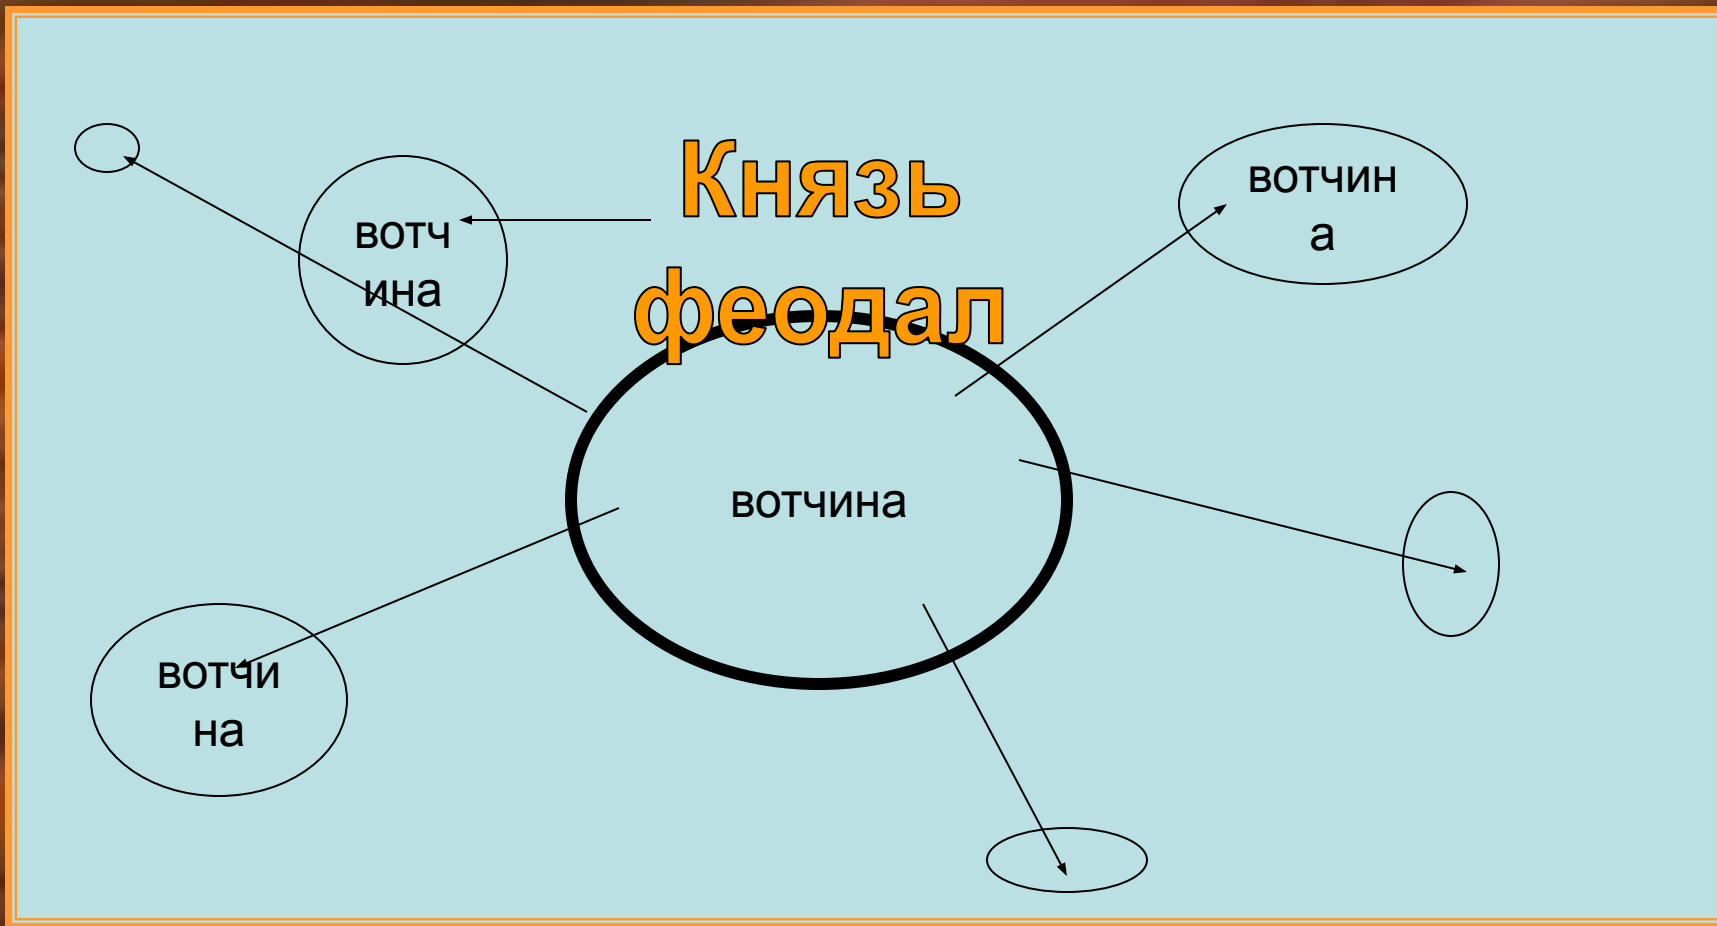 Князь
феодал
вотч
ина
вотчин
а
вотчина
вотчи
на